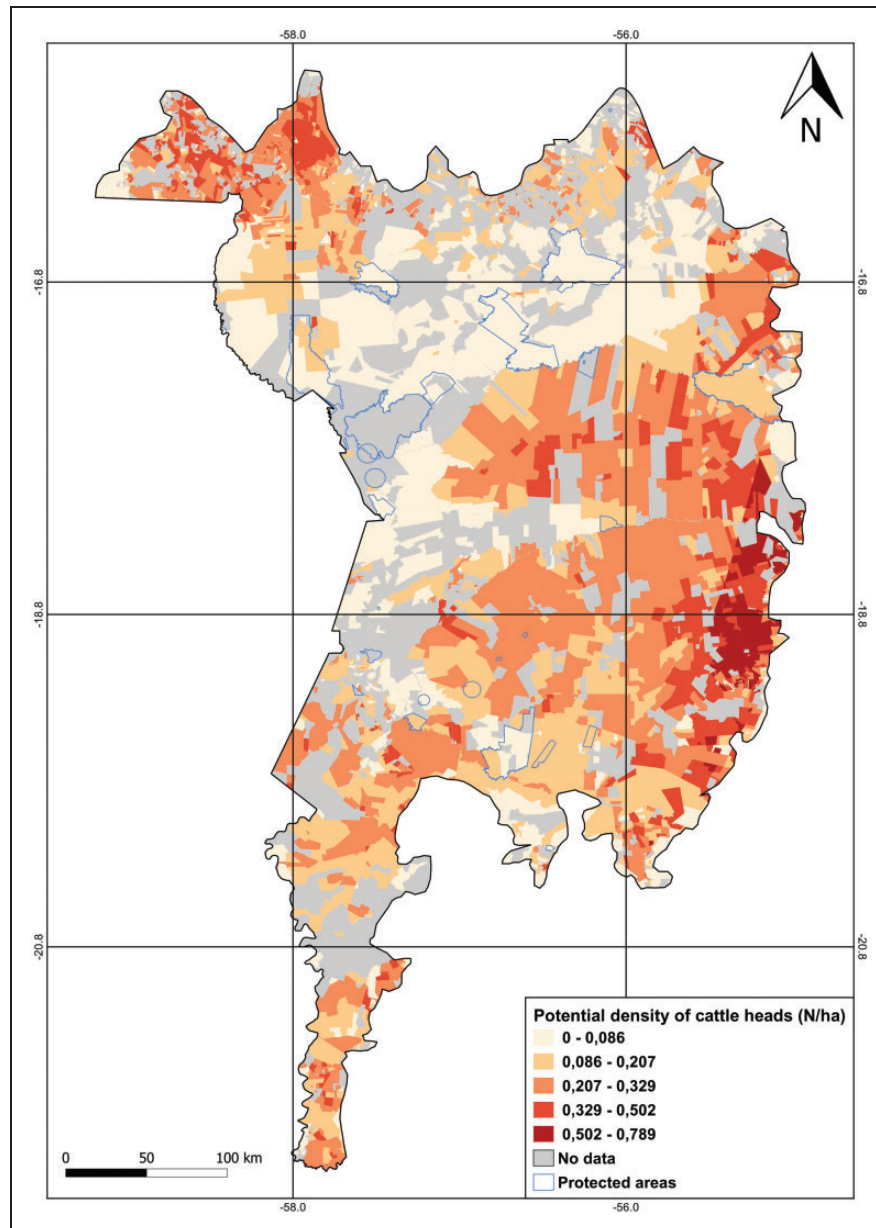 -58.0
-56.0
N
-16.8
-16.8
-18.8
-18.8
-20.8
-20.8
Potential density of cattle heads (N/ha)
0 - 0,086
0,086 - 0,207
0,207 - 0,329
0,329 - 0,502
0,502 - 0,789
No data
Protected areas
0 50 100 km
-58.0
-56.0